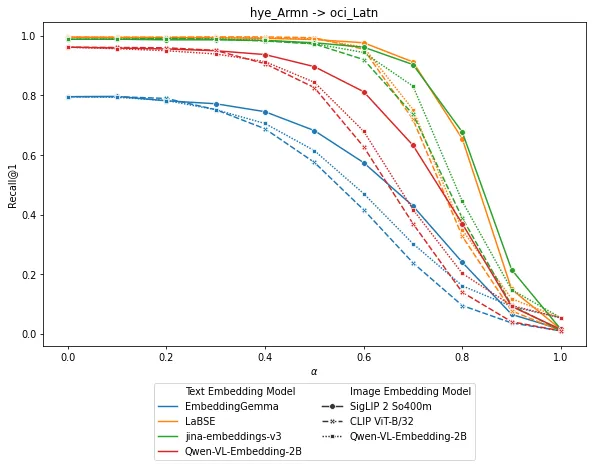 hye_Armn -> oci_Latn
1.0
0.8
0.6
0.4
0.2
0.0
Recall@1
0.0 0.2 0.4 0.6 0.8 1.0
α
Text Embedding Model
EmbeddingGemma
LaBSE
jina-embeddings-v3
Qwen-VL-Embedding-2B
Image Embedding Model
SigLIP 2 So400m
CLIP ViT-B/32
Qwen-VL-Embedding-2B